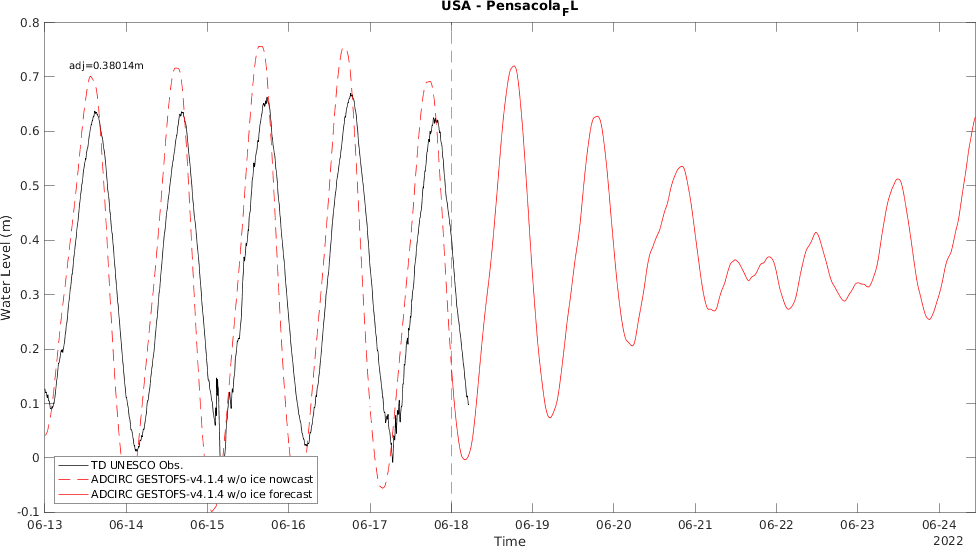 USA - Pensacola_FL
adj=0.38014m
0.8
0.7
0.6
0.5
0.4
0.3
0.2
0.1
0
-0.1
Water Level (m)
TD UNESCO Obs.
ADCIRC GESTOFS-v4.1.4 w/o ice nowcast
ADCIRC GESTOFS-v4.1.4 w/o ice forecast
06-13 06-14 06-15 06-16 06-17 06-18 06-19 06-20 06-21 06-22 06-23 06-24
Time
2022